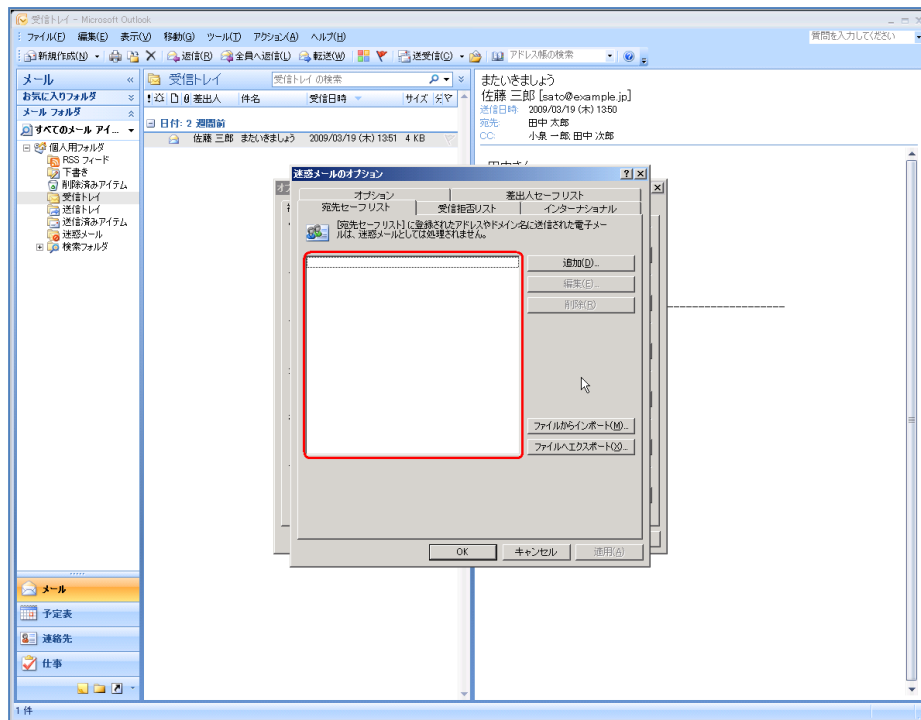 受信トレイ - Microsoft Outlook
ファイル(F) 編集(E) 表示(V) 移動(G) ツール(T) アクション(A) ヘルプ(H) 質問を入力してください
新規作成(N) 返信(R) 全員へ返信(L) 転送(W) 送受信(C) アドレス帳の検索
メール «
お気に入りフォルダ
メール フォルダ
すべてのメール アイ...
個人用フォルダ
RSS フィード
下書き
削除済みアイテム
受信トレイ
送信トレイ
送信済みアイテム
迷惑メール
検索フォルダ
受信トレイ 受信トレイ の検索
差出人 件名 受信日時 サイズ
日付: 2 週間前
佐藤 三郎 またいきましょう 2009/03/19 (木) 13:51 4 KB
またいきましょう
佐藤 三郎 [sato@example.jp]
送信日時: 2009/03/19 (木) 13:50
宛先: 田中 太郎
CC: 小泉 一郎; 田中 次郎
迷惑メールのオプション
オプション 差出人セーフ リスト
宛先セーフ リスト 受信拒否リスト インターナショナル
[宛先セーフ リスト] に登録されたアドレスやドメイン名に送信された電子メー
ルは、迷惑メールとしては処理されません。
追加(D)...
編集(E)...
削除(R)
ファイルからインポート(M)...
ファイルへエクスポート(X)...
OK キャンセル 適用(A)
メール
予定表
連絡先
仕事
1 件